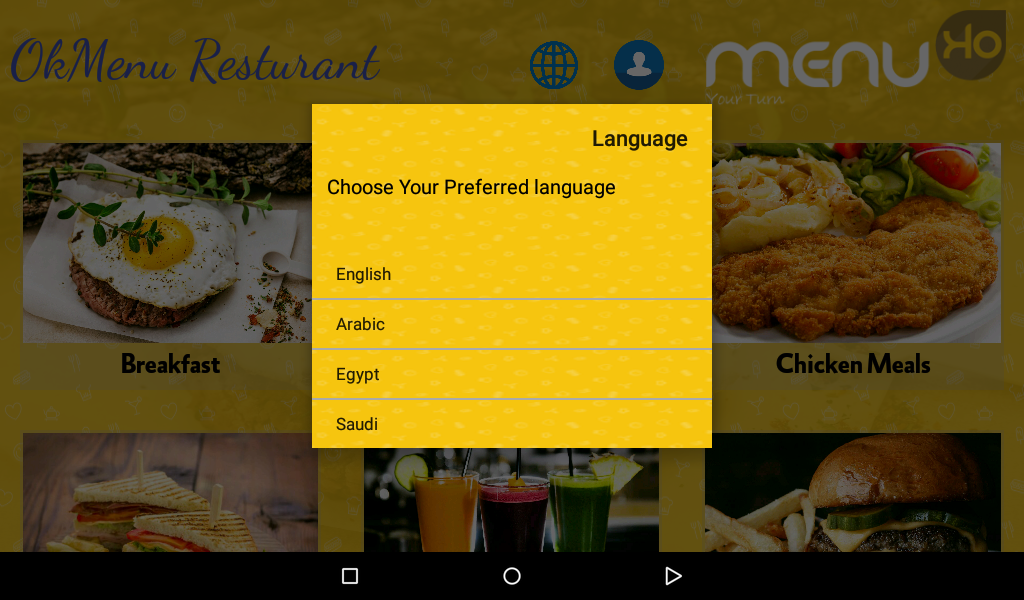 OkMenu Resturant
menu
OK
Your Turn
Language
Choose Your Preferred language
English
Arabic
Egypt
Saudi
Breakfast
Chicken Meals